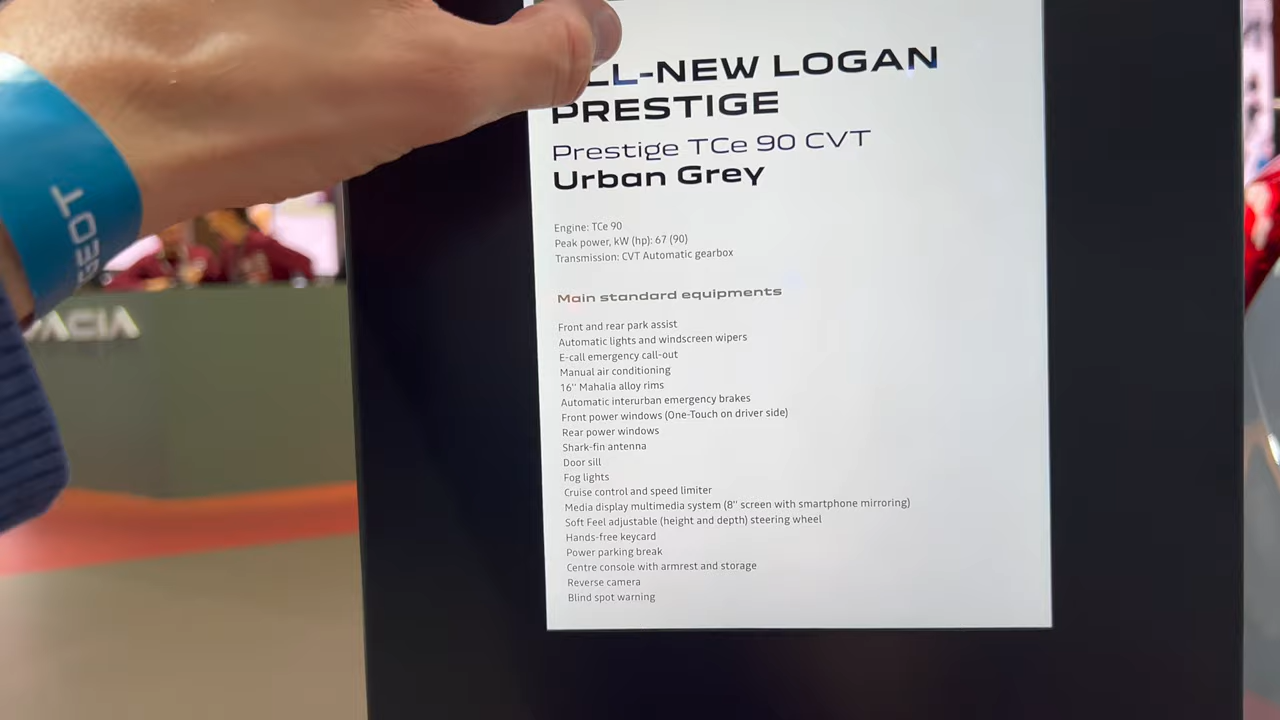 LL-NEW LOGAN
PRESTIGE
Prestige TCe 90 CVT
Urban Grey
Engine: TCe 90
Peak power, kW (hp): 67 (90)
Transmission: CVT Automatic gearbox
Main standard equipments
Front and rear park assist
Automatic lights and windscreen wipers
E-call emergency call-out
Manual air conditioning
16'' Mahalia alloy rims
Automatic interurban emergency brakes
Front power windows (One-Touch on driver side)
Rear power windows
Shark-fin antenna
Door sill
Fog lights
Cruise control and speed limiter
Media display multimedia system (8'' screen with smartphone mirroring)
Soft Feel adjustable (height and depth) steering wheel
Hands-free keycard
Power parking break
Centre console with armrest and storage
Reverse camera
Blind spot warning
GEOT
DACIA